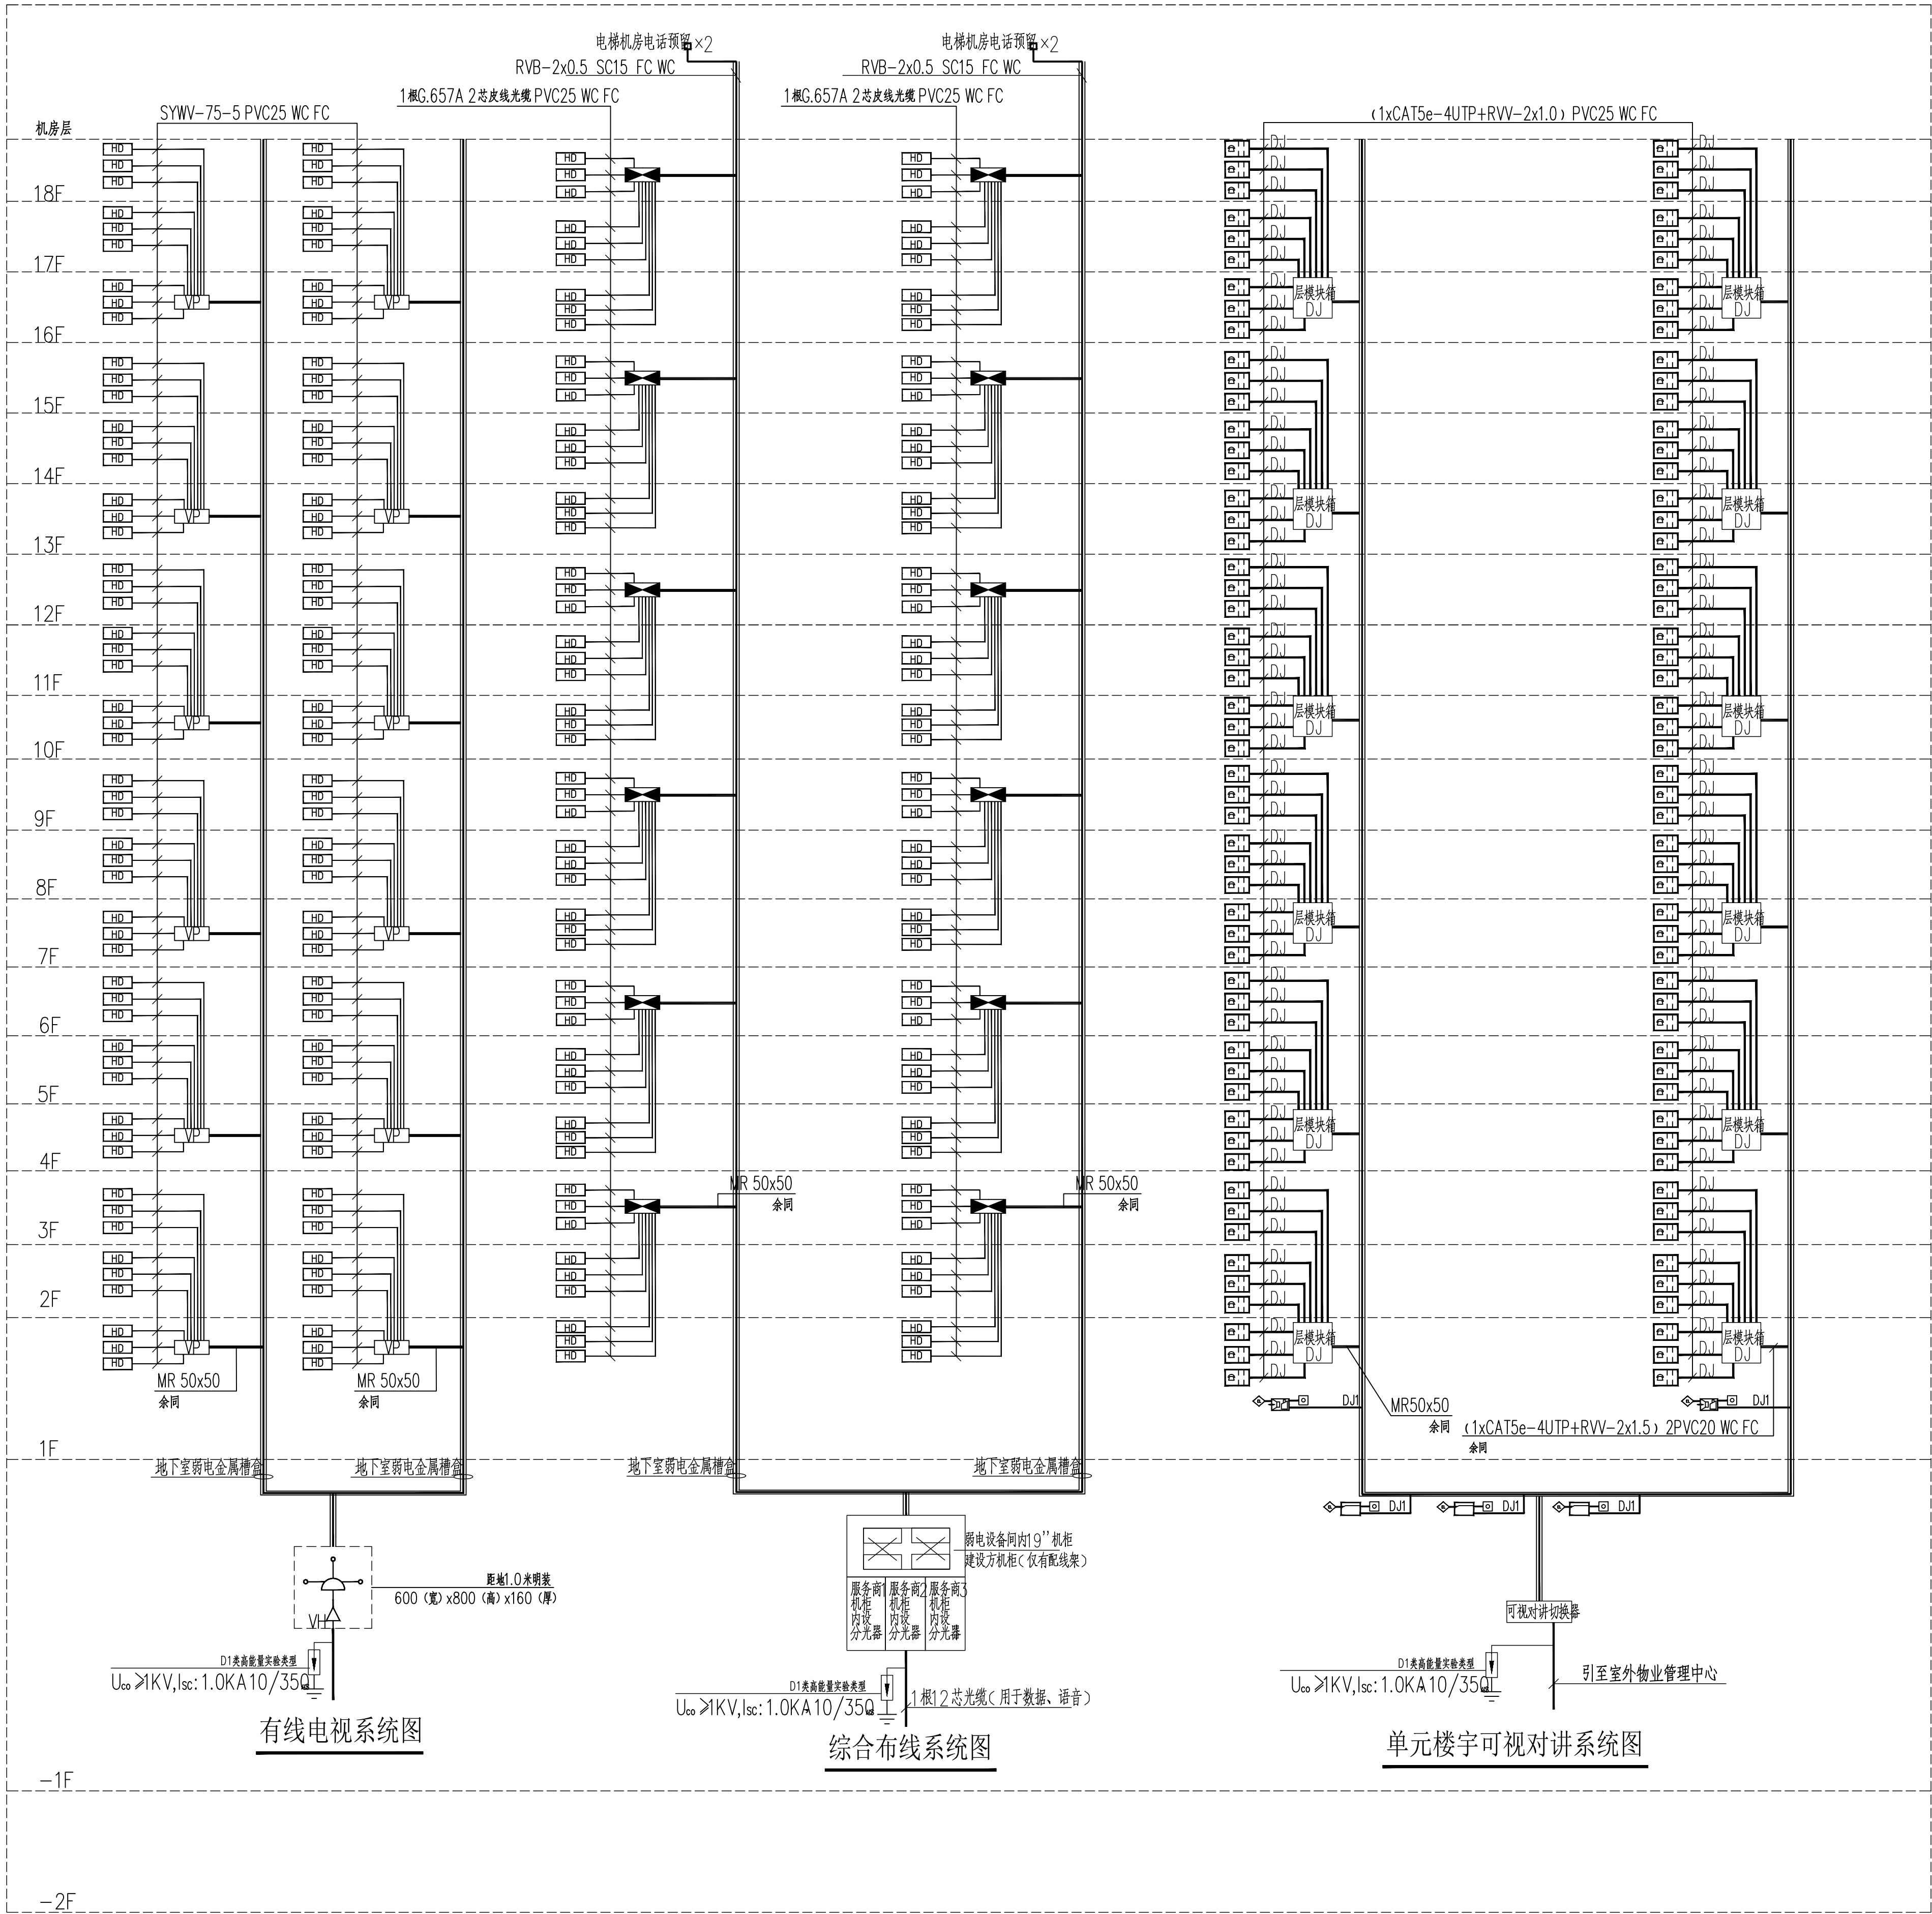 电梯机房电话预留×2
电梯机房电话预留×2
RVB-2x0.5 SC15 FC WC
RVB-2x0.5 SC15 FC WC
1根G.657A 2芯皮线光缆 PVC25 WC FC
1根G.657A 2芯皮线光缆 PVC25 WC FC
SYWV-75-5 PVC25 WC FC
(1xCAT5e-4UTP+RVV-2x1.0) PVC25 WC FC
机房层
18F
17F
16F
15F
14F
13F
12F
11F
10F
9F
8F
7F
6F
5F
4F
3F
2F
1F
-1F
-2F
HD
VP
DJ
层模块箱
DJ
MR 50x50
余同
MR 50x50
余同
MR 50x50
余同
MR 50x50
余同
DJ1
DJ1
MR50x50
余同
(1xCAT5e-4UTP+RVV-2x1.5) 2PVC20 WC FC
余同
地下室弱电金属槽盒
地下室弱电金属槽盒
地下室弱电金属槽盒
地下室弱电金属槽盒
DJ1
DJ1
DJ1
弱电设备间内19''机柜
建设方机柜(仅有配线架)
服务商1
机柜
内设
分光器
服务商2
机柜
内设
分光器
服务商3
机柜
内设
分光器
距地1.0米明装
600(宽)x800(高)x160(厚)
VH
可视对讲切换器
D1类高能量实验类型
Uco≥1KV,Isc:1.0KA10/350
D1类高能量实验类型
Uco≥1KV,Isc:1.0KA10/350
D1类高能量实验类型
Uco≥1KV,Isc:1.0KA10/350
1根12芯光缆(用于数据、语音)
引至室外物业管理中心
有线电视系统图
综合布线系统图
单元楼宇可视对讲系统图